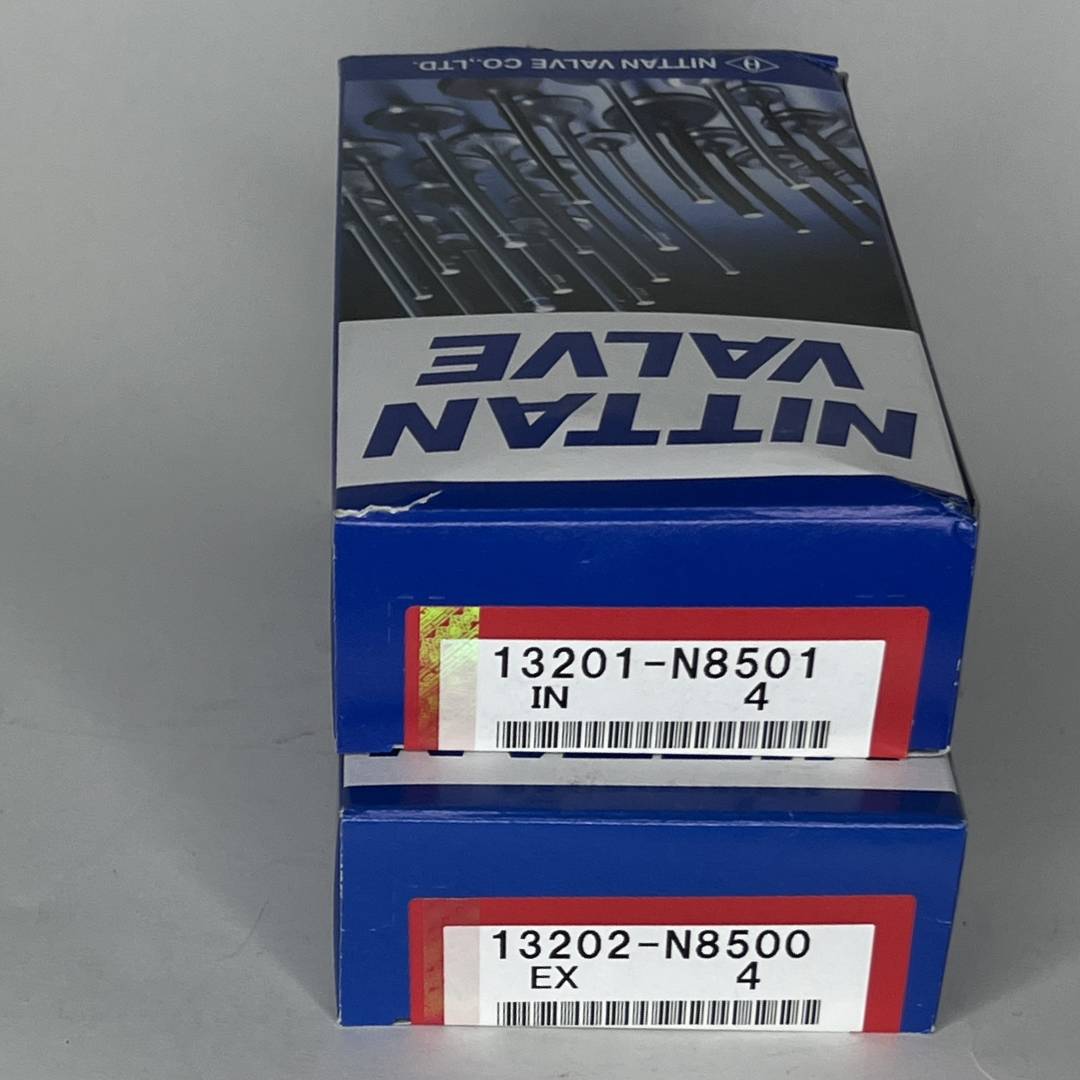 NITTAN VALVE CO.,LTD.
NITTAN
VALVE
13201-N8501
IN 4
13202-N8500
EX 4